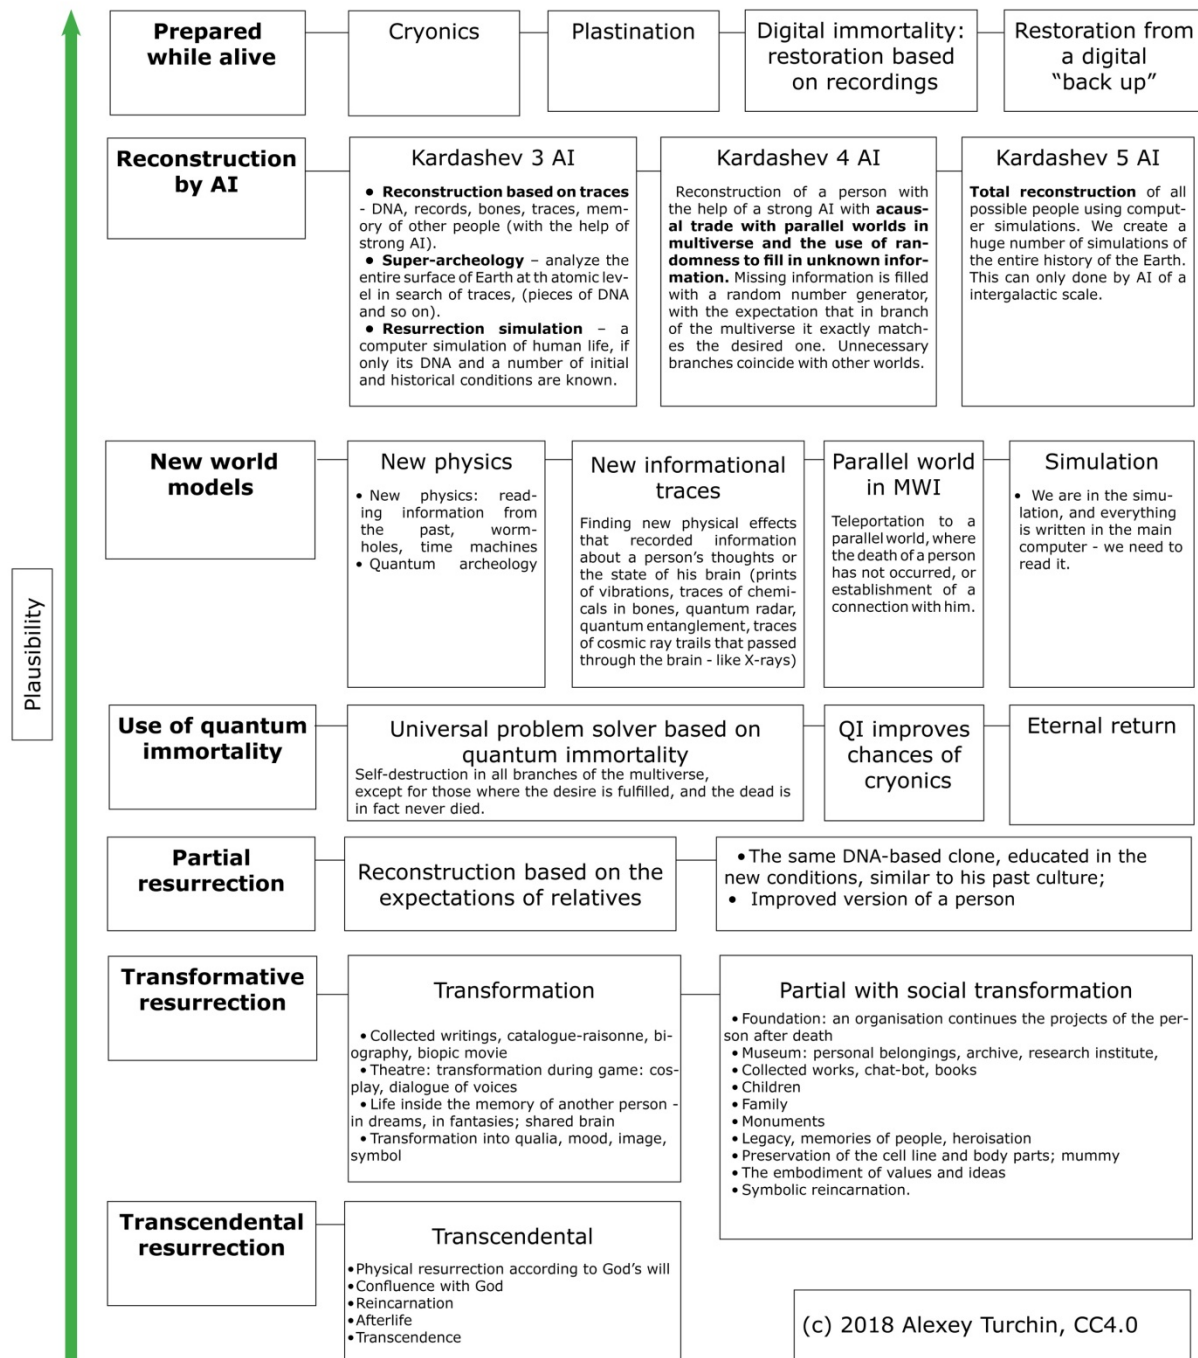 Plausibility
Prepared
while alive
Cryonics
Plastination
Digital immortality:
restoration based
on recordings
Restoration from
a digital
“back up”
Reconstruction
by AI
Kardashev 3 AI
● Reconstruction based on traces
- DNA, records, bones, traces, mem-
ory of other people (with the help of
strong AI).
● Super-archeology – analyze the
entire surface of Earth at th atomic lev-
el in search of traces, (pieces of DNA
and so on).
● Resurrection simulation – a
computer simulation of human life, if
only its DNA and a number of initial
and historical conditions are known.
Kardashev 4 AI
Reconstruction of a person with
the help of a strong AI with acaus-
al trade with parallel worlds in
multiverse and the use of ran-
domness to fill in unknown infor-
mation. Missing information is filled
with a random number generator,
with the expectation that in branch
of the multiverse it exactly match-
es the desired one. Unnecessary
branches coincide with other worlds.
Kardashev 5 AI
Total reconstruction of all
possible people using comput-
er simulations. We create a
huge number of simulations of
the entire history of the Earth.
This can only done by AI of a
intergalactic scale.
New world
models
New physics
• New physics: read-
ing information from
the past, worm-
holes, time machines
• Quantum archeology
New informational
traces
Finding new physical effects
that recorded information
about a person’s thoughts or
the state of his brain (prints
of vibrations, traces of chemi-
cals in bones, quantum radar,
quantum entanglement, traces
of cosmic ray trails that passed
through the brain - like X-rays)
Parallel world
in MWI
Teleportation to a
parallel world, where
the death of a person
has not occurred, or
establishment of a
connection with him.
Simulation
• We are in the simu-
lation, and everything
is written in the main
computer - we need to
read it.
Use of quantum
immortality
Universal problem solver based on
quantum immortality
Self-destruction in all branches of the multiverse,
except for those where the desire is fulfilled, and the dead is
in fact never died.
QI improves
chances of
cryonics
Eternal return
Partial
resurrection
Reconstruction based on the
expectations of relatives
• The same DNA-based clone, educated in the
new conditions, similar to his past culture;
• Improved version of a person
Transformative
resurrection
Transformation
• Collected writings, catalogue-raisonne, bi-
ography, biopic movie
• Theatre: transformation during game: cos-
play, dialogue of voices
• Life inside the memory of another person -
in dreams, in fantasies; shared brain
• Transformation into qualia, mood, image,
symbol
Partial with social transformation
• Foundation: an organisation continues the projects of the per-
son after death
• Museum: personal belongings, archive, research institute,
• Collected works, chat-bot, books
• Children
• Family
• Monuments
• Legacy, memories of people, heroisation
• Preservation of the cell line and body parts; mummy
• The embodiment of values and ideas
• Symbolic reincarnation.
Transcendental
resurrection
Transcendental
• Physical resurrection according to God’s will
• Confluence with God
• Reincarnation
• Afterlife
• Transcendence
(c) 2018 Alexey Turchin, CC4.0